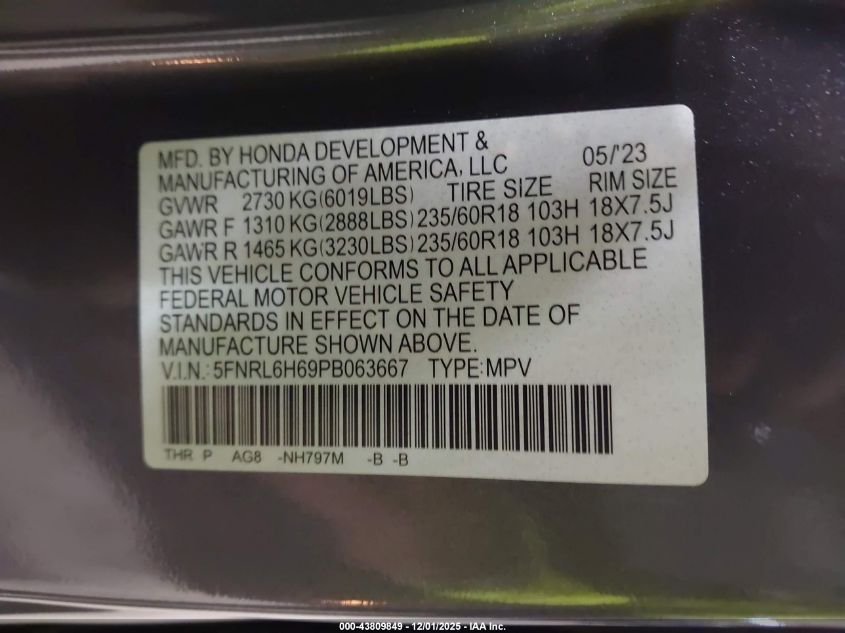 MFD. BY HONDA DEVELOPMENT &
MANUFACTURING OF AMERICA, LLC 05/'23
GVWR 2730 KG(6019LBS) TIRE SIZE RIM SIZE
GAWR F 1310 KG(2888LBS) 235/60R18 103H 18X7.5J
GAWR R 1465 KG(3230LBS) 235/60R18 103H 18X7.5J
THIS VEHICLE CONFORMS TO ALL APPLICABLE
FEDERAL MOTOR VEHICLE SAFETY
STANDARDS IN EFFECT ON THE DATE OF
MANUFACTURE SHOWN ABOVE.
V.I.N.: 5FNRL6H69PB063667 TYPE: MPV
THR P AG8 -NH797M -B -B
000-43809849 - 12/01/2025 - IAA Inc.